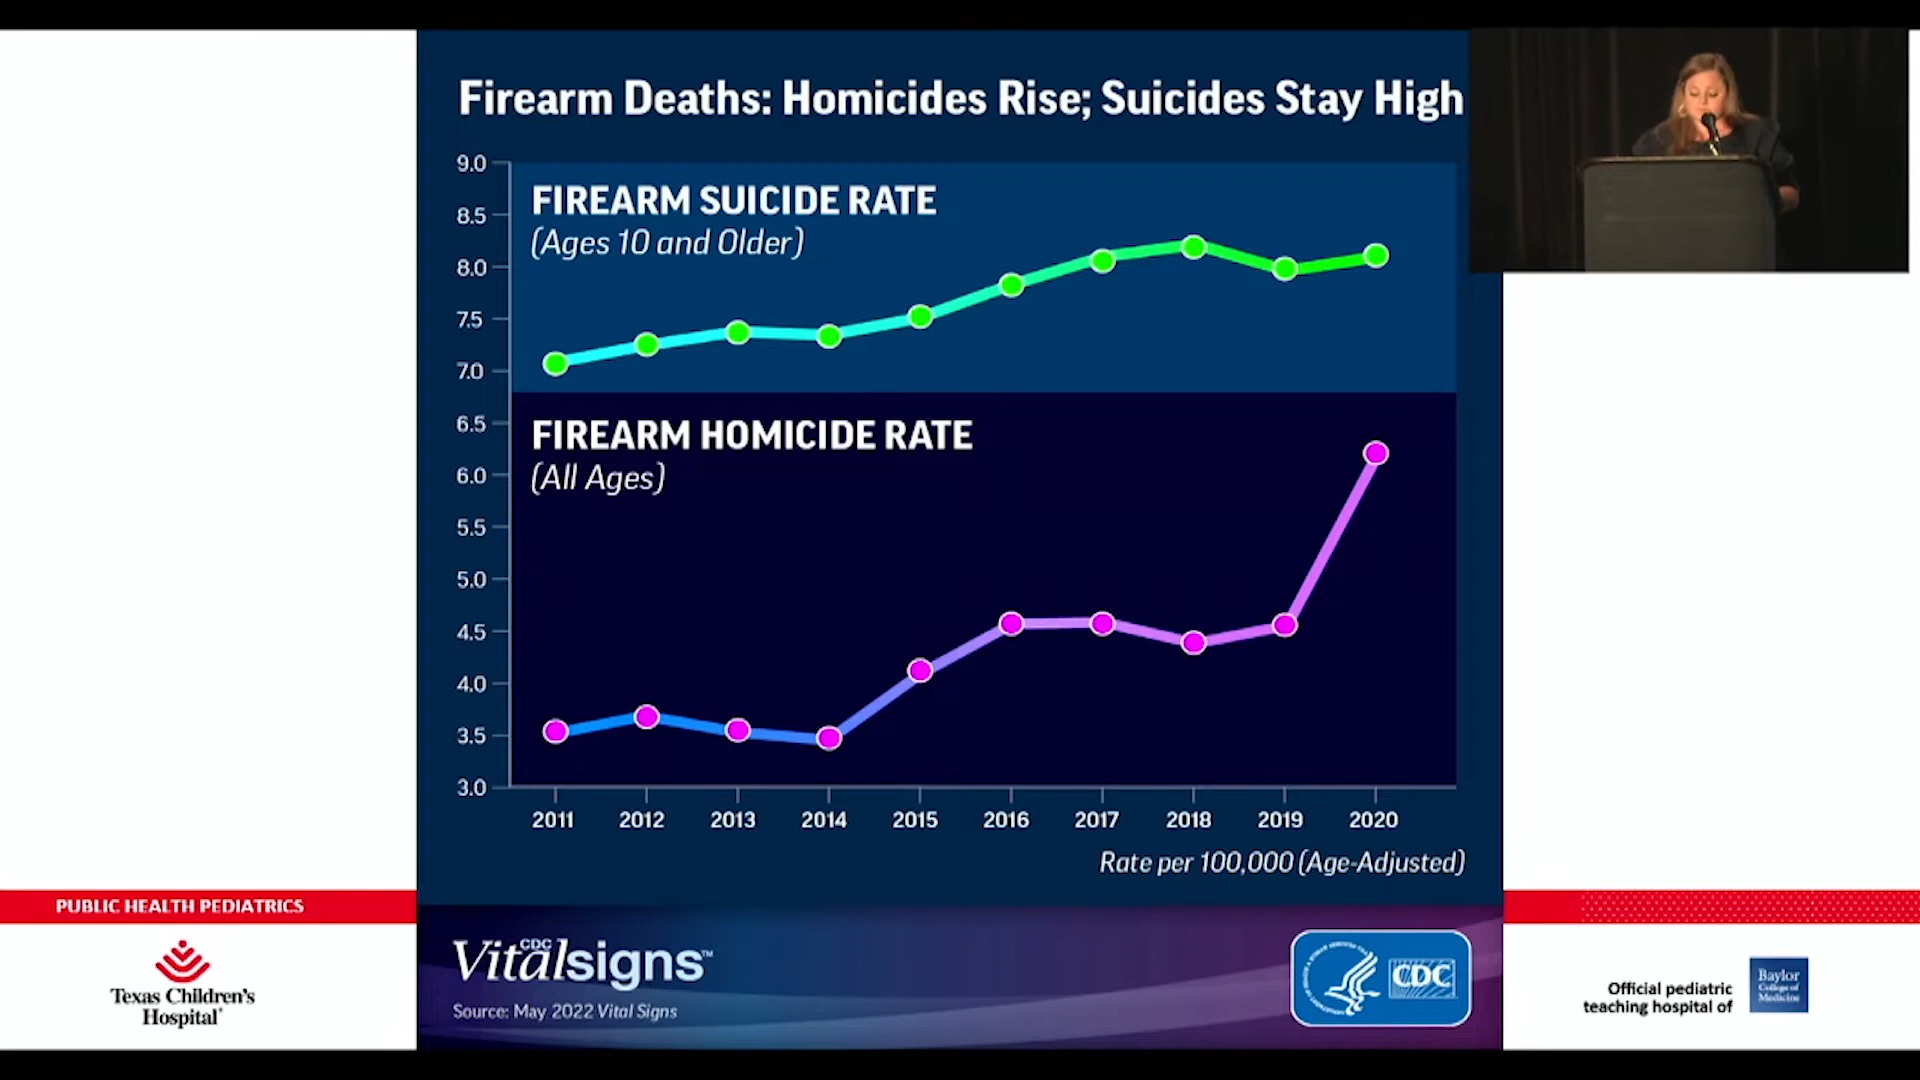 Firearm Deaths: Homicides Rise; Suicides Stay High
9.0
8.5
8.0
7.5
7.0
6.5
6.0
5.5
5.0
4.5
4.0
3.5
3.0
FIREARM SUICIDE RATE
(Ages 10 and Older)
FIREARM HOMICIDE RATE
(All Ages)
2011 2012 2013 2014 2015 2016 2017 2018 2019 2020
Rate per 100,000 (Age-Adjusted)
PUBLIC HEALTH PEDIATRICS
Texas Children's
Hospital
CDC
Vitalsigns™
Source: May 2022 Vital Signs
CDC
Official pediatric
teaching hospital of
Baylor
College of
Medicine